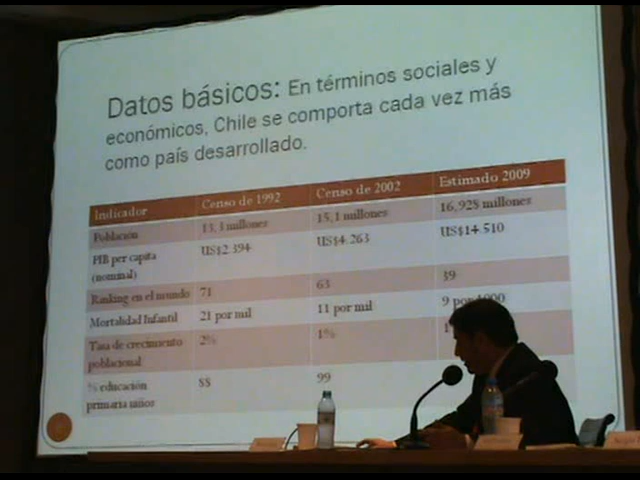 Datos básicos: En términos sociales y
económicos, Chile se comporta cada vez más
como país desarrollado.
Indicador Censo de 1992 Censo de 2002 Estimado 2009
Población 13,3 millones 15,1 millones 16,928 millones
PIB per capita (nominal) US$2.394 US$4.263 US$14.510
Ranking en el mundo 71 63 39
Mortalidad Infantil 21 por mil 11 por mil 9 por 1000
Tasa de crecimiento poblacional 2% 1%
% educación primaria niños 88 99